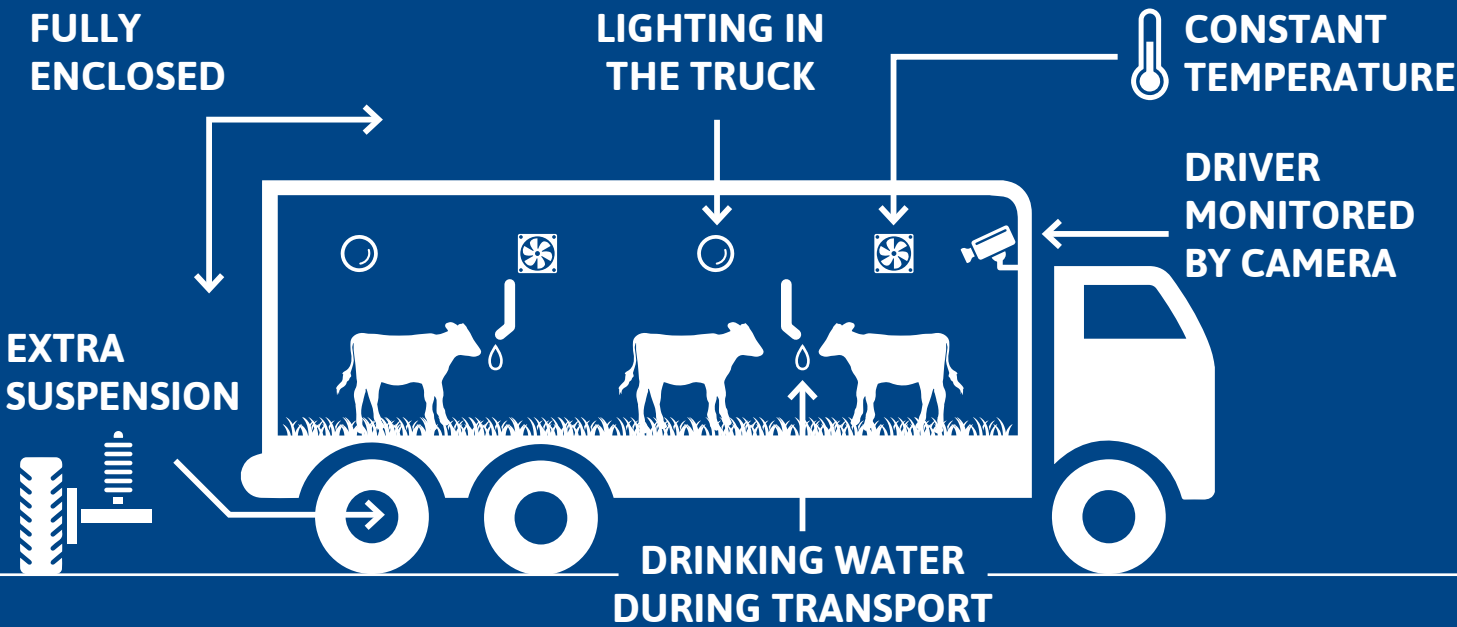 FULLY
ENCLOSED
LIGHTING IN
THE TRUCK
CONSTANT
TEMPERATURE
DRIVER
MONITORED
BY CAMERA
EXTRA
SUSPENSION
DRINKING WATER
DURING TRANSPORT